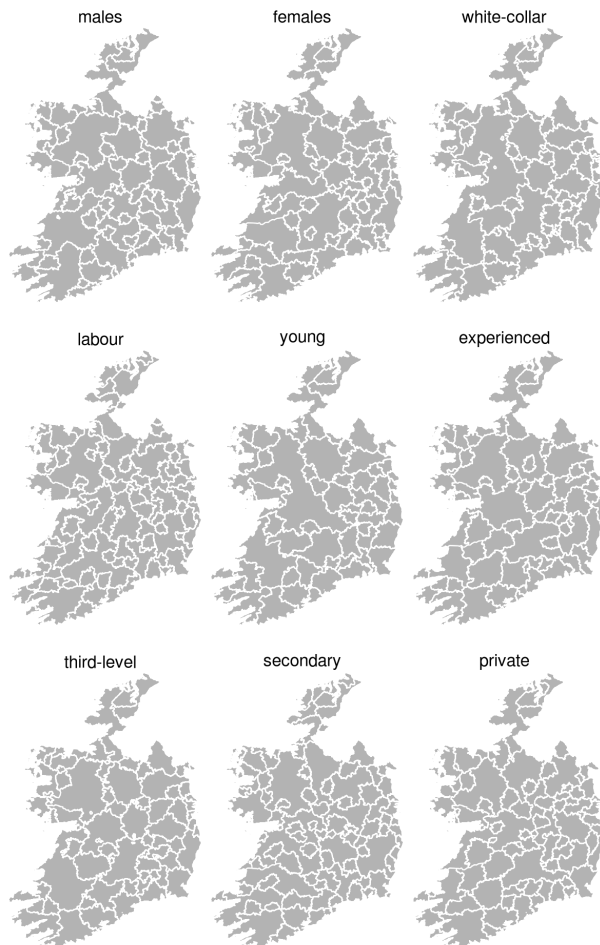 males females white-collar
labour young experienced
third-level secondary private